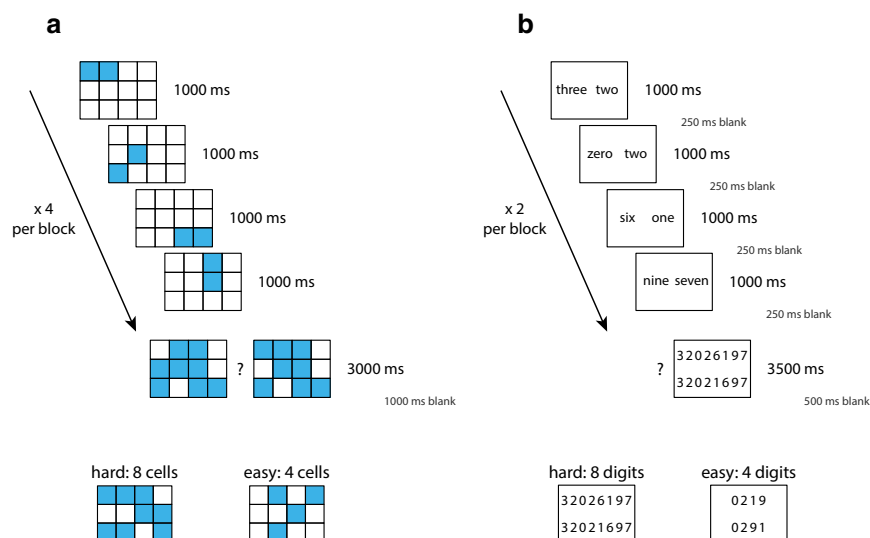 a
1000 ms
1000 ms
1000 ms
1000 ms
x 4
per block
?
3000 ms
1000 ms blank
hard: 8 cells
easy: 4 cells
b
three two
1000 ms
250 ms blank
zero two
1000 ms
250 ms blank
six one
1000 ms
250 ms blank
nine seven
1000 ms
250 ms blank
x 2
per block
?
32026197
32021697
3500 ms
500 ms blank
hard: 8 digits
easy: 4 digits
32026197
32021697
0219
0291